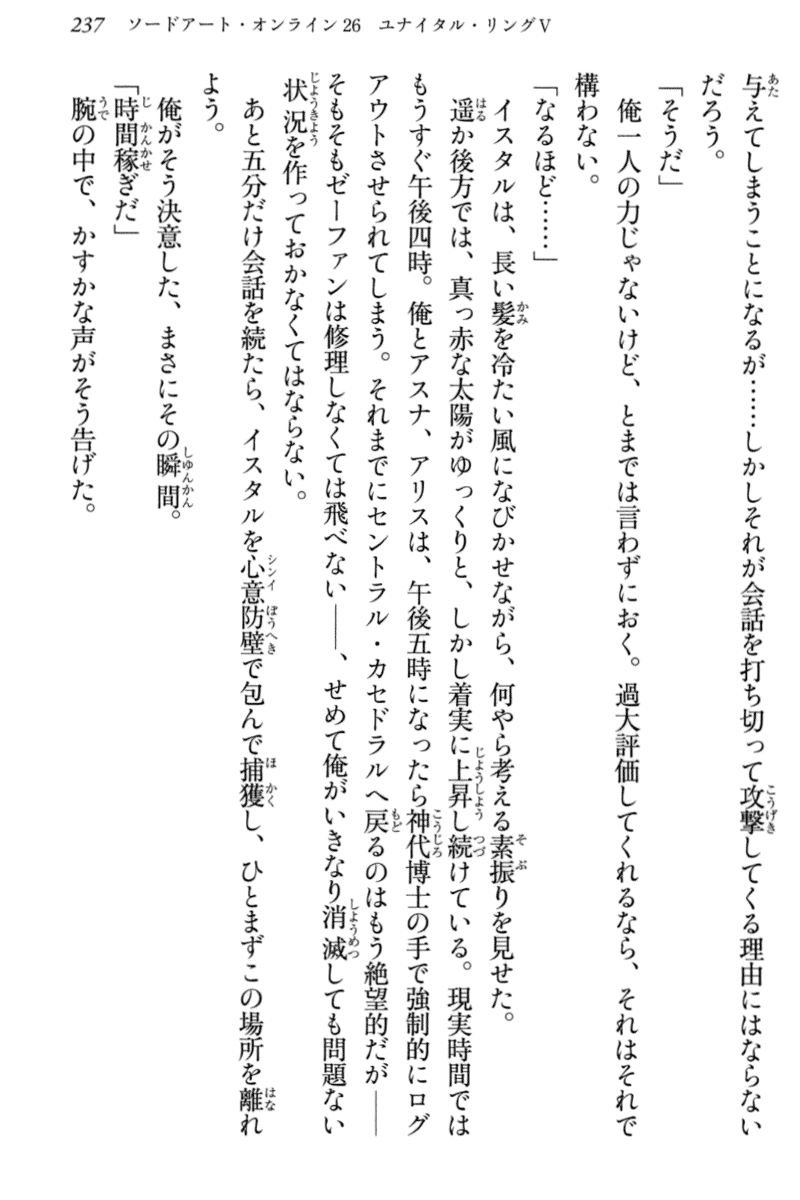 237　ソードアート・オンライン26　ユナイタル・リングⅤ
与えてしまうことになるが……しかしそれが会話を打ち切って攻撃してくる理由にはならない
だろう。
「そうだ」
　俺一人の力じゃないけど、とまでは言わずにおく。過大評価してくれるなら、それはそれで
構わない。
「なるほど……」
　イスタルは、長い髪を冷たい風になびかせながら、何やら考える素振りを見せた。
　遥か後方では、真っ赤な太陽がゆっくりと、しかし着実に上昇し続けている。現実時間では
もうすぐ午後四時。俺とアスナ、アリスは、午後五時になったら神代博士の手で強制的にログ
アウトさせられてしまう。それまでにセントラル・カセドラルへ戻るのはもう絶望的だが――
そもそもゼーファンは修理しなくては飛べない――、せめて俺がいきなり消滅しても問題ない
状況を作っておかなくてはならない。
　あと五分だけ会話を続たら、イスタルを心意防壁で包んで捕獲し、ひとまずこの場所を離れ
よう。
　俺がそう決意した、まさにその瞬間。
「時間稼ぎだ」
　腕の中で、かすかな声がそう告げた。